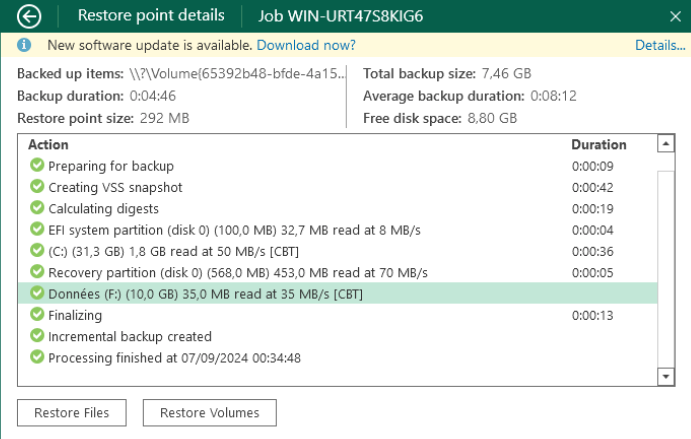 Restore point details Job WIN-URT47S8KIG6
New software update is available. Download now? Details...
Backed up items: \\?\Volume{65392b48-bfde-4a15... Total backup size: 7,46 GB
Backup duration: 0:04:46 Average backup duration: 0:08:12
Restore point size: 292 MB Free disk space: 8,80 GB
Action Duration
Preparing for backup 0:00:09
Creating VSS snapshot 0:00:42
Calculating digests 0:00:19
EFI system partition (disk 0) (100,0 MB) 32,7 MB read at 8 MB/s 0:00:04
(C:) (31,3 GB) 1,8 GB read at 50 MB/s [CBT] 0:00:36
Recovery partition (disk 0) (568,0 MB) 453,0 MB read at 70 MB/s 0:00:05
Données (F:) (10,0 GB) 35,0 MB read at 35 MB/s [CBT]
Finalizing 0:00:13
Incremental backup created
Processing finished at 07/09/2024 00:34:48
Restore Files Restore Volumes